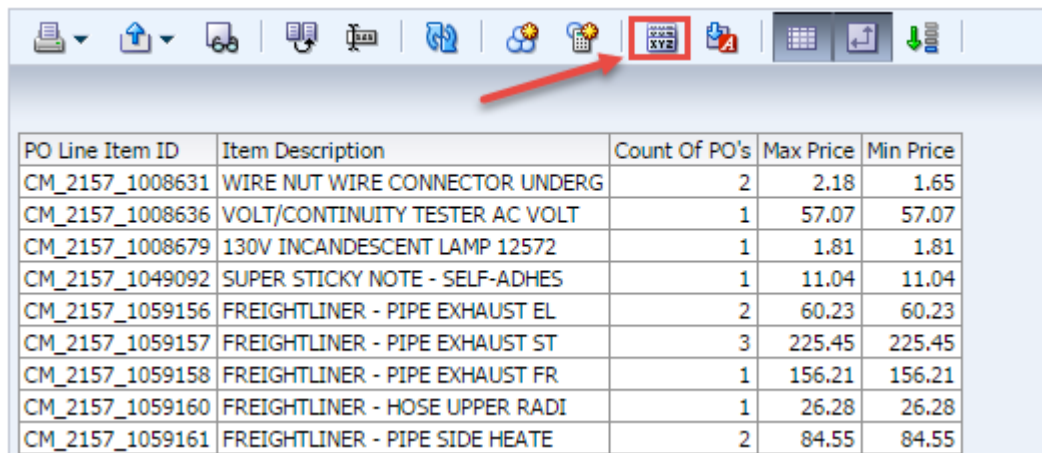 XYZ
A
PO Line Item ID Item Description Count Of PO's Max Price Min Price
CM_2157_1008631 WIRE NUT WIRE CONNECTOR UNDERG 2 2.18 1.65
CM_2157_1008636 VOLT/CONTINUITY TESTER AC VOLT 1 57.07 57.07
CM_2157_1008679 130V INCANDESCENT LAMP 12572 1 1.81 1.81
CM_2157_1049092 SUPER STICKY NOTE - SELF-ADHES 1 11.04 11.04
CM_2157_1059156 FREIGHTLINER - PIPE EXHAUST EL 2 60.23 60.23
CM_2157_1059157 FREIGHTLINER - PIPE EXHAUST ST 3 225.45 225.45
CM_2157_1059158 FREIGHTLINER - PIPE EXHAUST FR 1 156.21 156.21
CM_2157_1059160 FREIGHTLINER - HOSE UPPER RADI 1 26.28 26.28
CM_2157_1059161 FREIGHTLINER - PIPE SIDE HEATE 2 84.55 84.55